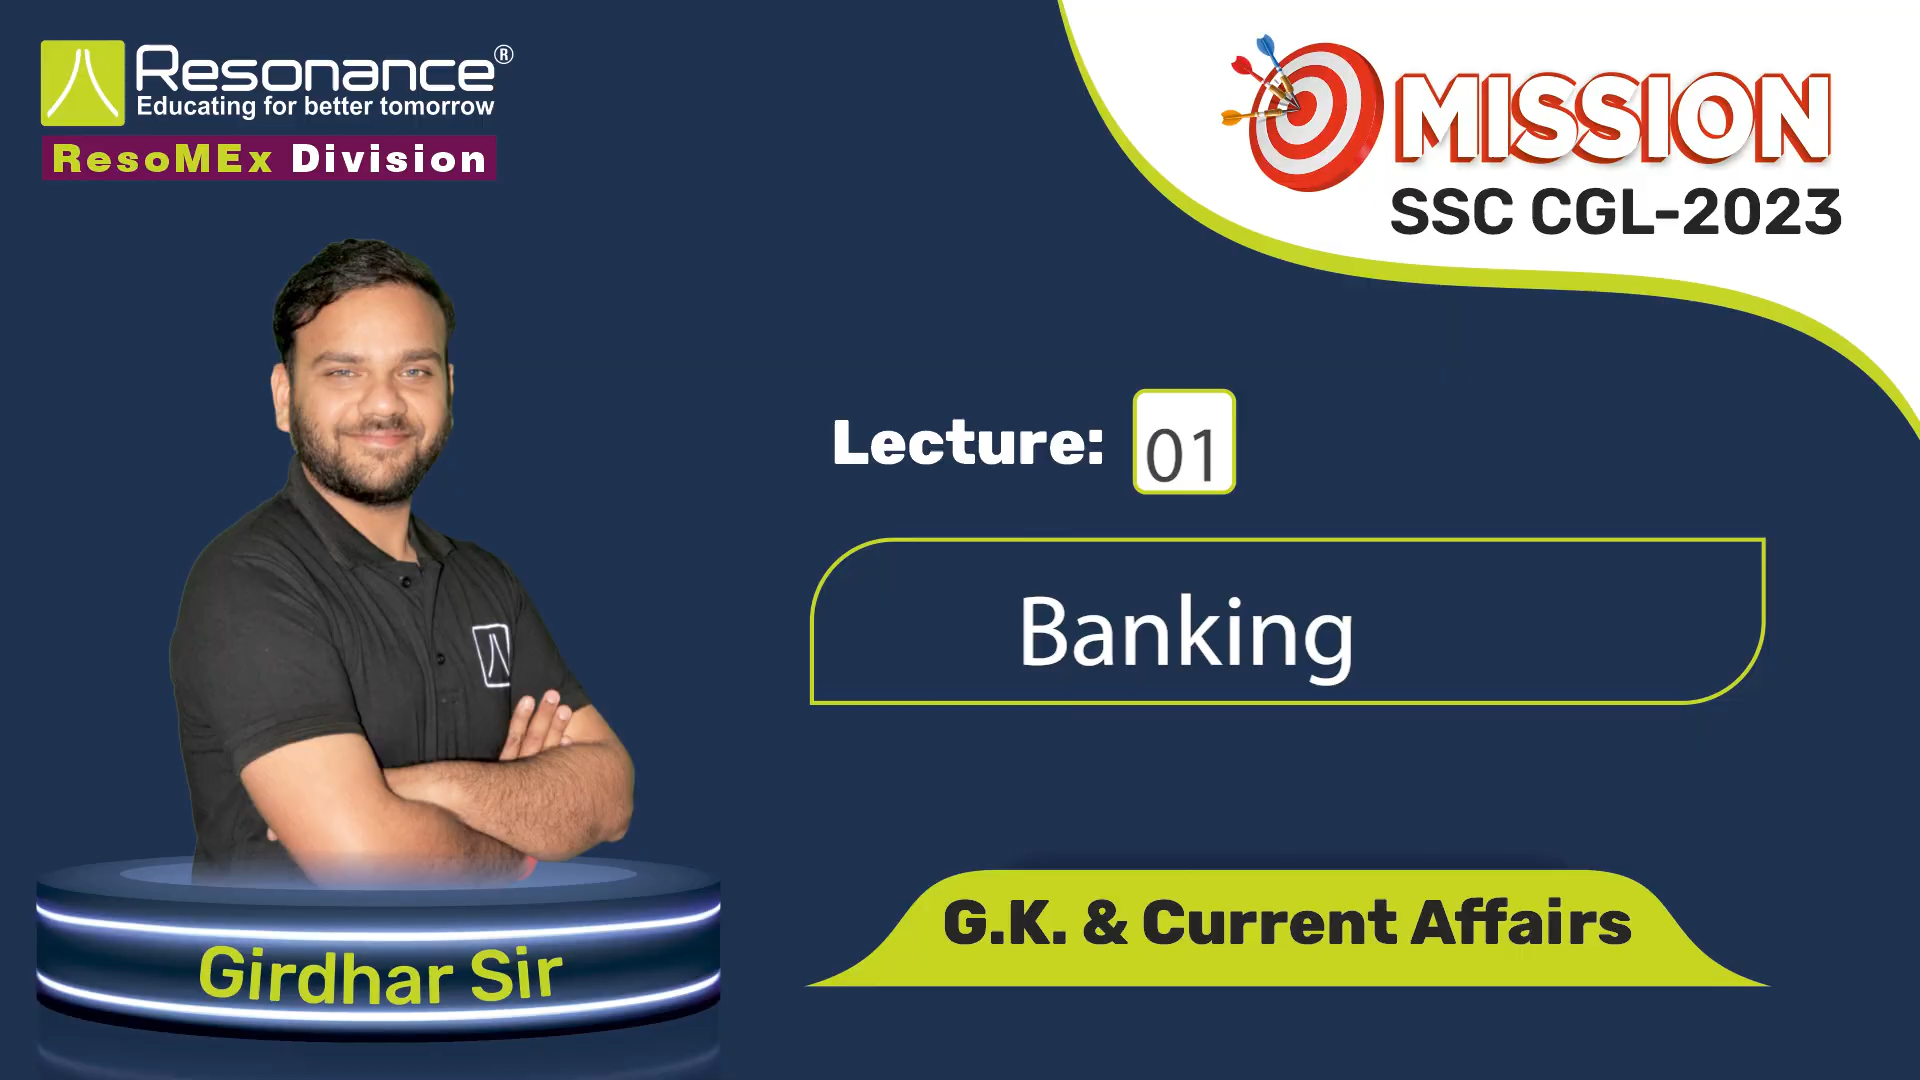 Resonance®
Educating for better tomorrow
ResoMEx Division
MISSION
SSC CGL-2023
Lecture: 01
Banking
G.K. & Current Affairs
Girdhar Sir